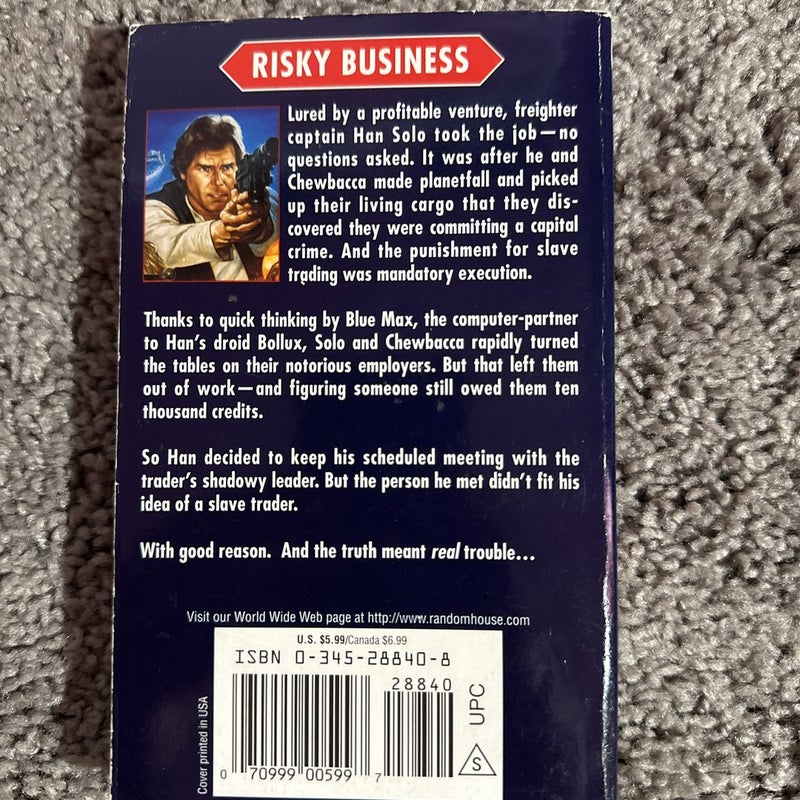 RISKY BUSINESS
Lured by a profitable venture, freighter
captain Han Solo took the job—no
questions asked. It was after he and
Chewbacca made planetfall and picked
up their living cargo that they dis-
covered they were committing a capital
crime. And the punishment for slave
trading was mandatory execution.
Thanks to quick thinking by Blue Max, the computer-partner
to Han's droid Bollux, Solo and Chewbacca rapidly turned
the tables on their notorious employers. But that left them
out of work—and figuring someone still owed them ten
thousand credits.
So Han decided to keep his scheduled meeting with the
trader's shadowy leader. But the person he met didn't fit his
idea of a slave trader.
With good reason. And the truth meant real trouble...
Visit our World Wide Web page at http://www.randomhouse.com
U.S. $5.99/Canada $6.99
ISBN 0-345-28840-8
28840
0 70999 00599 7
UPC
S
Cover printed in USA